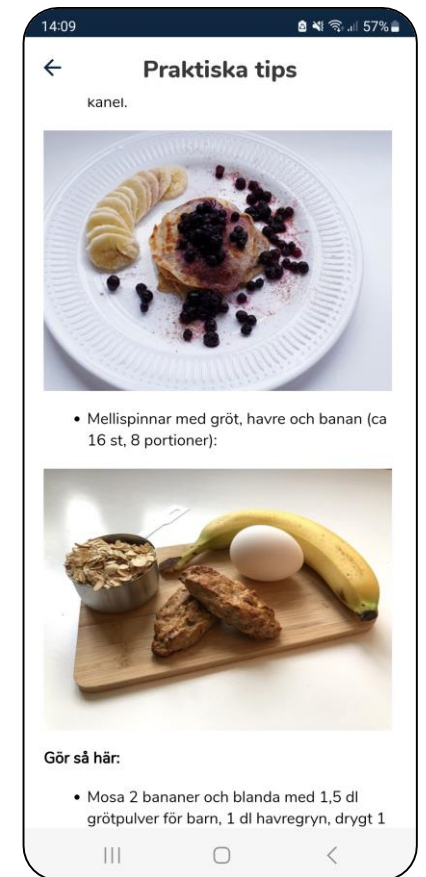 14:09 57%
Praktiska tips
kanel.
• Mellispinnar med gröt, havre och banan (ca
16 st, 8 portioner):
Gör så här:
• Mosa 2 bananer och blanda med 1,5 dl
grötpulver för barn, 1 dl havregryn, drygt 1